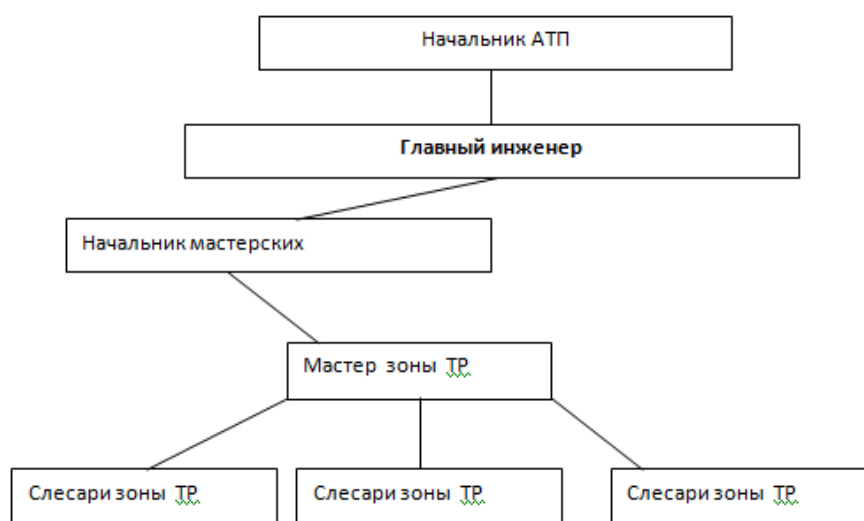 Начальник АТП
Главный инженер
Начальник мастерских
Мастер зоны ТР
Слесари зоны ТР
Слесари зоны ТР
Слесари зоны ТР